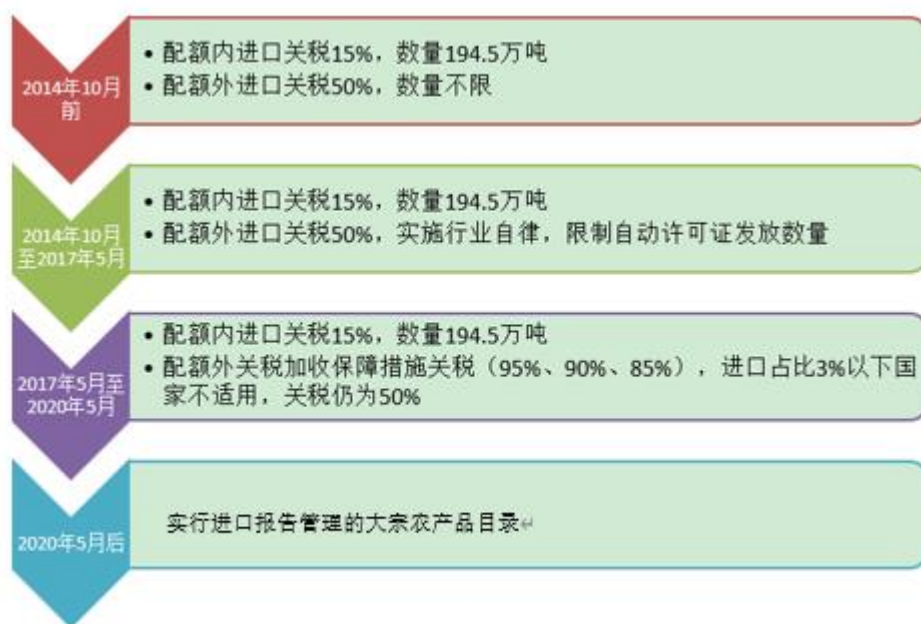 2014年10月
前
• 配额内进口关税15%，数量194.5万吨
• 配额外进口关税50%，数量不限
2014年10月
至2017年5月
• 配额内进口关税15%，数量194.5万吨
• 配额外进口关税50%，实施行业自律，限制自动许可证发放数量
2017年5月至
2020年5月
• 配额内进口关税15%，数量194.5万吨
• 配额外关税加收保障措施关税（95%、90%、85%），进口占比3%以下国
家不适用，关税仍为50%
2020年5月后
实行进口报告管理的大宗农产品目录↵